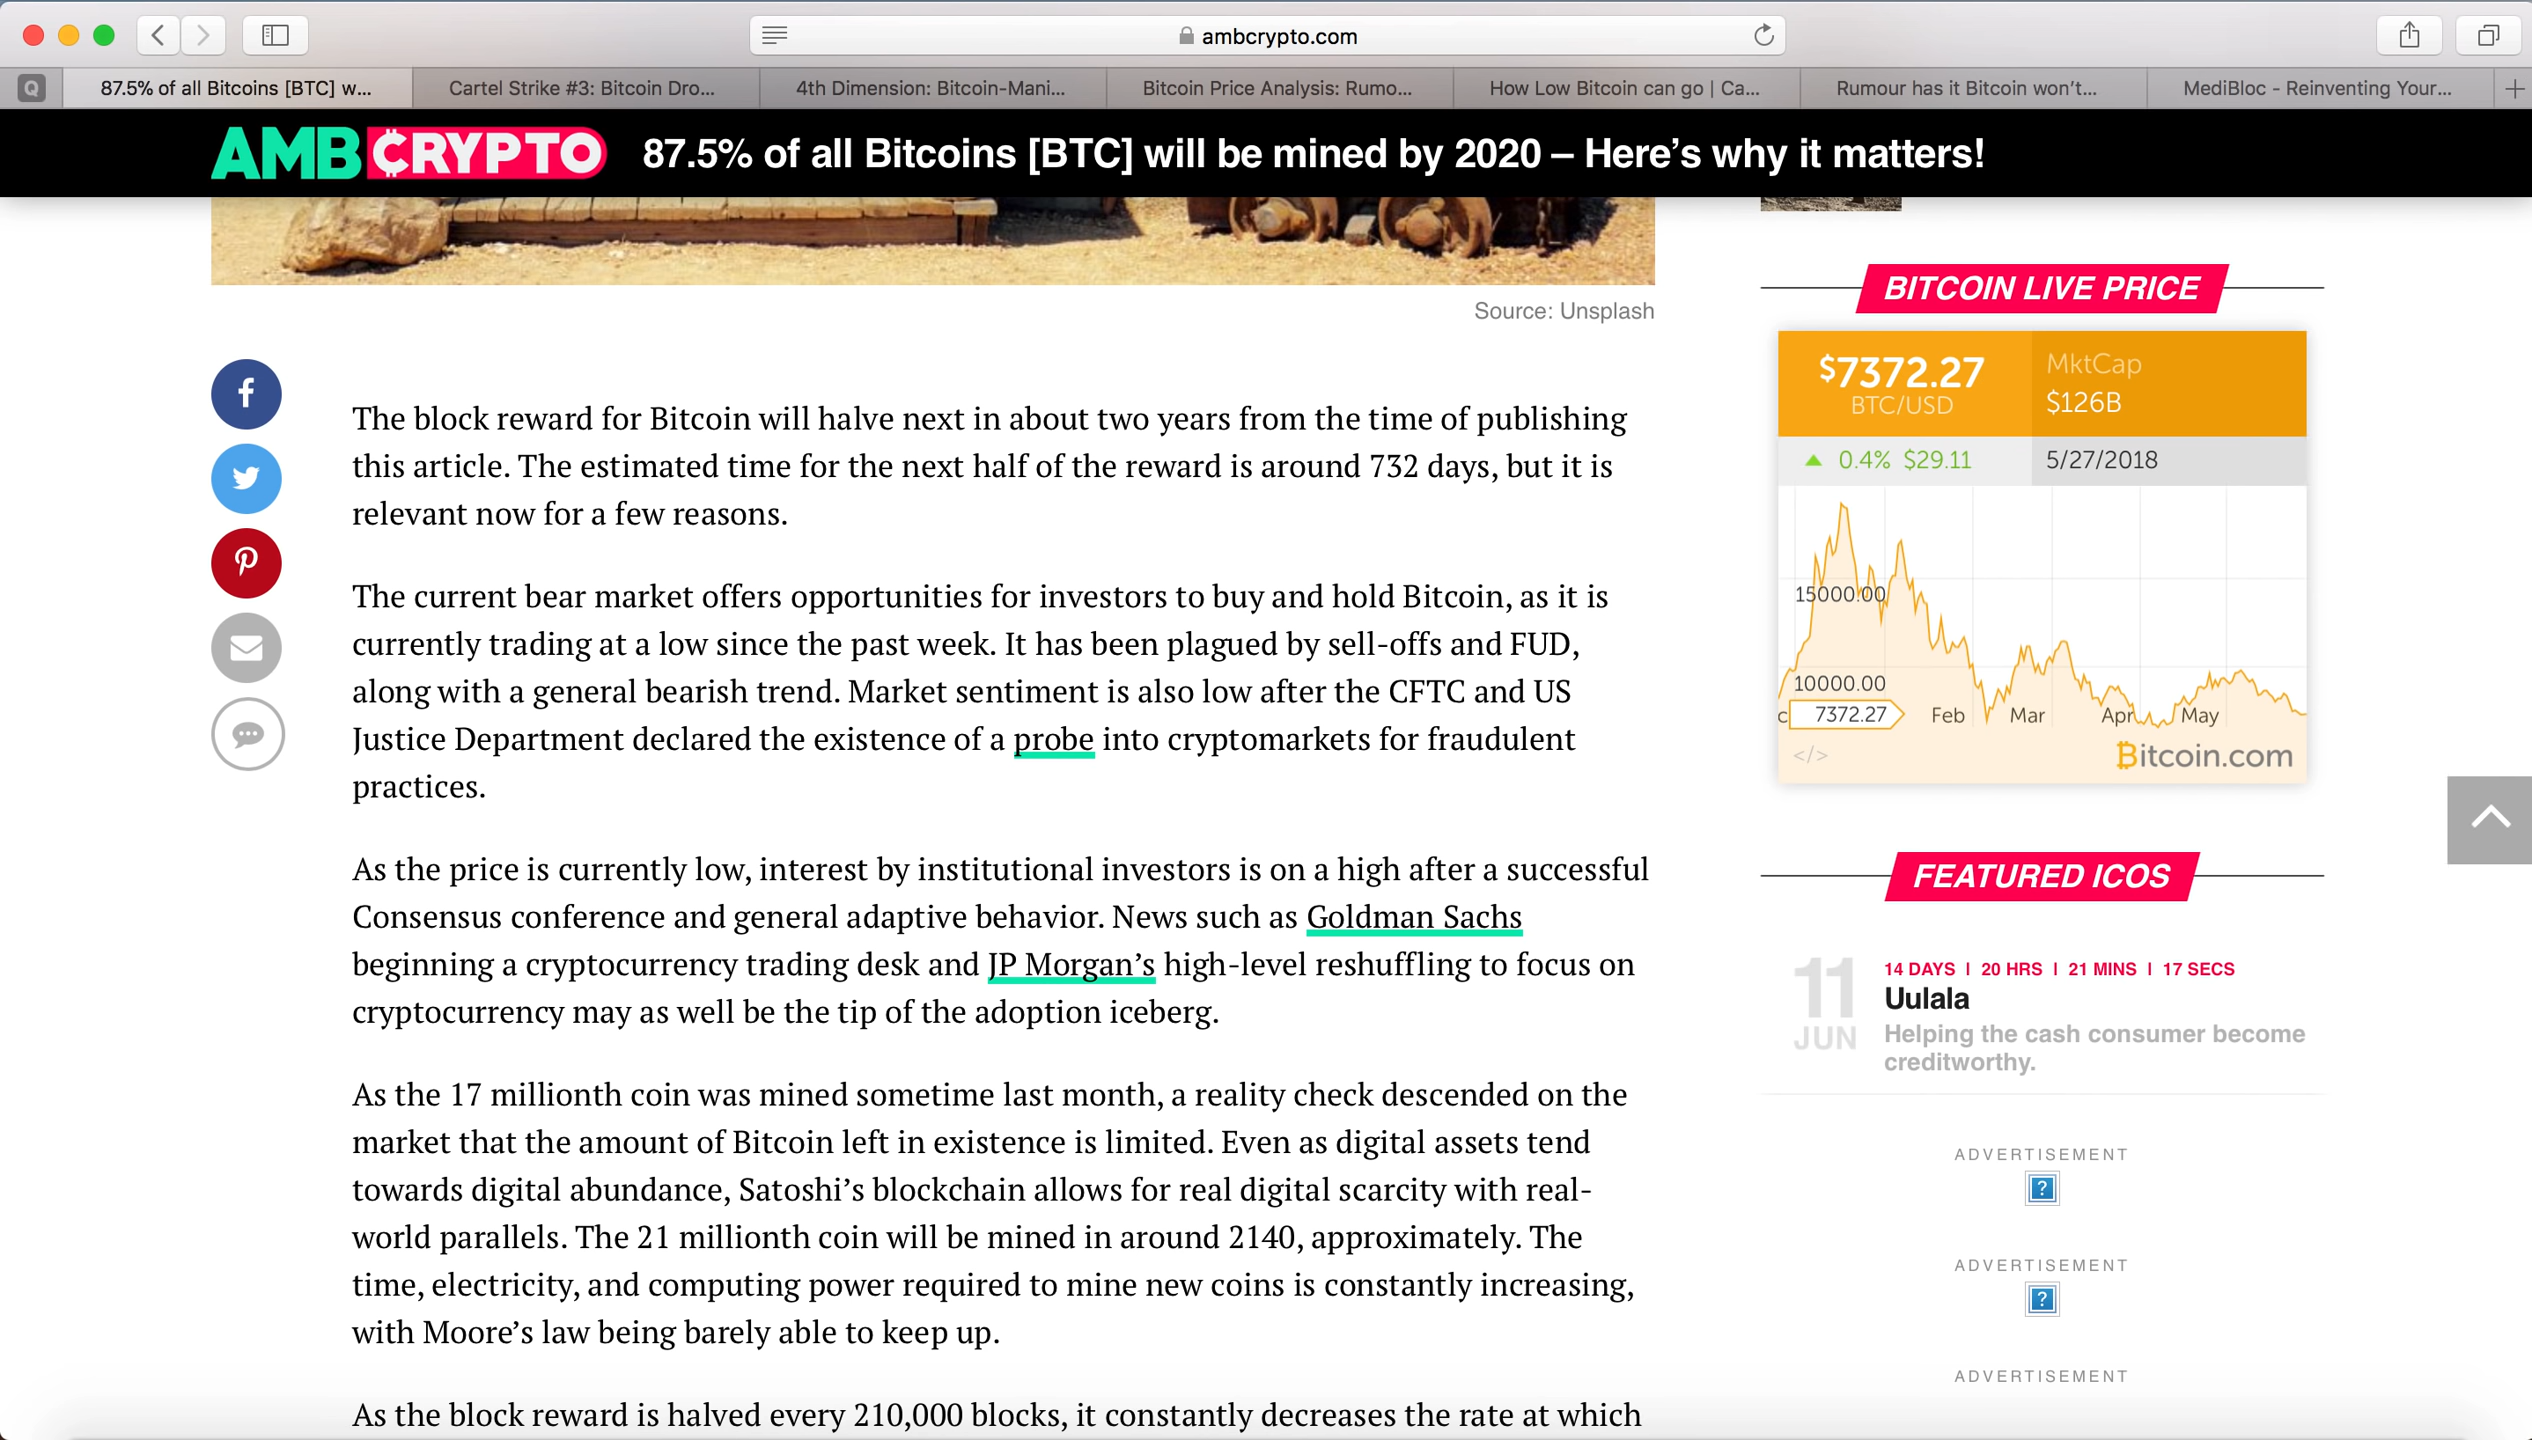 ambcrypto.com
Q
87.5% of all Bitcoins [BTC] w...
Cartel Strike #3: Bitcoin Dro...
4th Dimension: Bitcoin-Mani...
Bitcoin Price Analysis: Rumo...
How Low Bitcoin can go | Ca...
Rumour has it Bitcoin won't...
MediBloc - Reinventing Your...
AMBCRYPTO
87.5% of all Bitcoins [BTC] will be mined by 2020 – Here's why it matters!
Source: Unsplash
The block reward for Bitcoin will halve next in about two years from the time of publishing
this article. The estimated time for the next half of the reward is around 732 days, but it is
relevant now for a few reasons.
The current bear market offers opportunities for investors to buy and hold Bitcoin, as it is
currently trading at a low since the past week. It has been plagued by sell-offs and FUD,
along with a general bearish trend. Market sentiment is also low after the CFTC and US
Justice Department declared the existence of a probe into cryptomarkets for fraudulent
practices.
As the price is currently low, interest by institutional investors is on a high after a successful
Consensus conference and general adaptive behavior. News such as Goldman Sachs
beginning a cryptocurrency trading desk and JP Morgan's high-level reshuffling to focus on
cryptocurrency may as well be the tip of the adoption iceberg.
As the 17 millionth coin was mined sometime last month, a reality check descended on the
market that the amount of Bitcoin left in existence is limited. Even as digital assets tend
towards digital abundance, Satoshi's blockchain allows for real digital scarcity with real-
world parallels. The 21 millionth coin will be mined in around 2140, approximately. The
time, electricity, and computing power required to mine new coins is constantly increasing,
with Moore's law being barely able to keep up.
As the block reward is halved every 210,000 blocks, it constantly decreases the rate at which
BITCOIN LIVE PRICE
$7372.27
BTC/USD
MktCap
$126B
0.4% $29.11
5/27/2018
15000.00
10000.00
c
7372.27
Feb
Mar
Apr
May
</>
Bitcoin.com
FEATURED ICOS
11
JUN
14 DAYS | 20 HRS | 21 MINS | 17 SECS
Uulala
Helping the cash consumer become
creditworthy.
ADVERTISEMENT
?
ADVERTISEMENT
?
ADVERTISEMENT